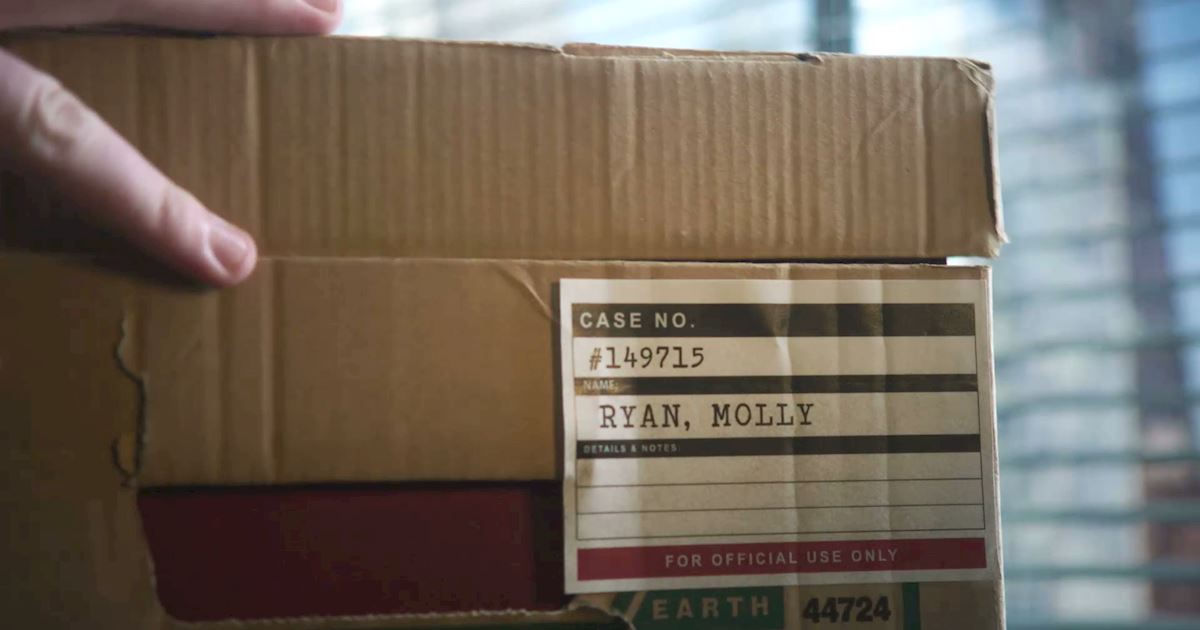 CASE NO.
#149715
NAME:
RYAN, MOLLY
DETAILS & NOTES
FOR OFFICIAL USE ONLY
EARTH
44724